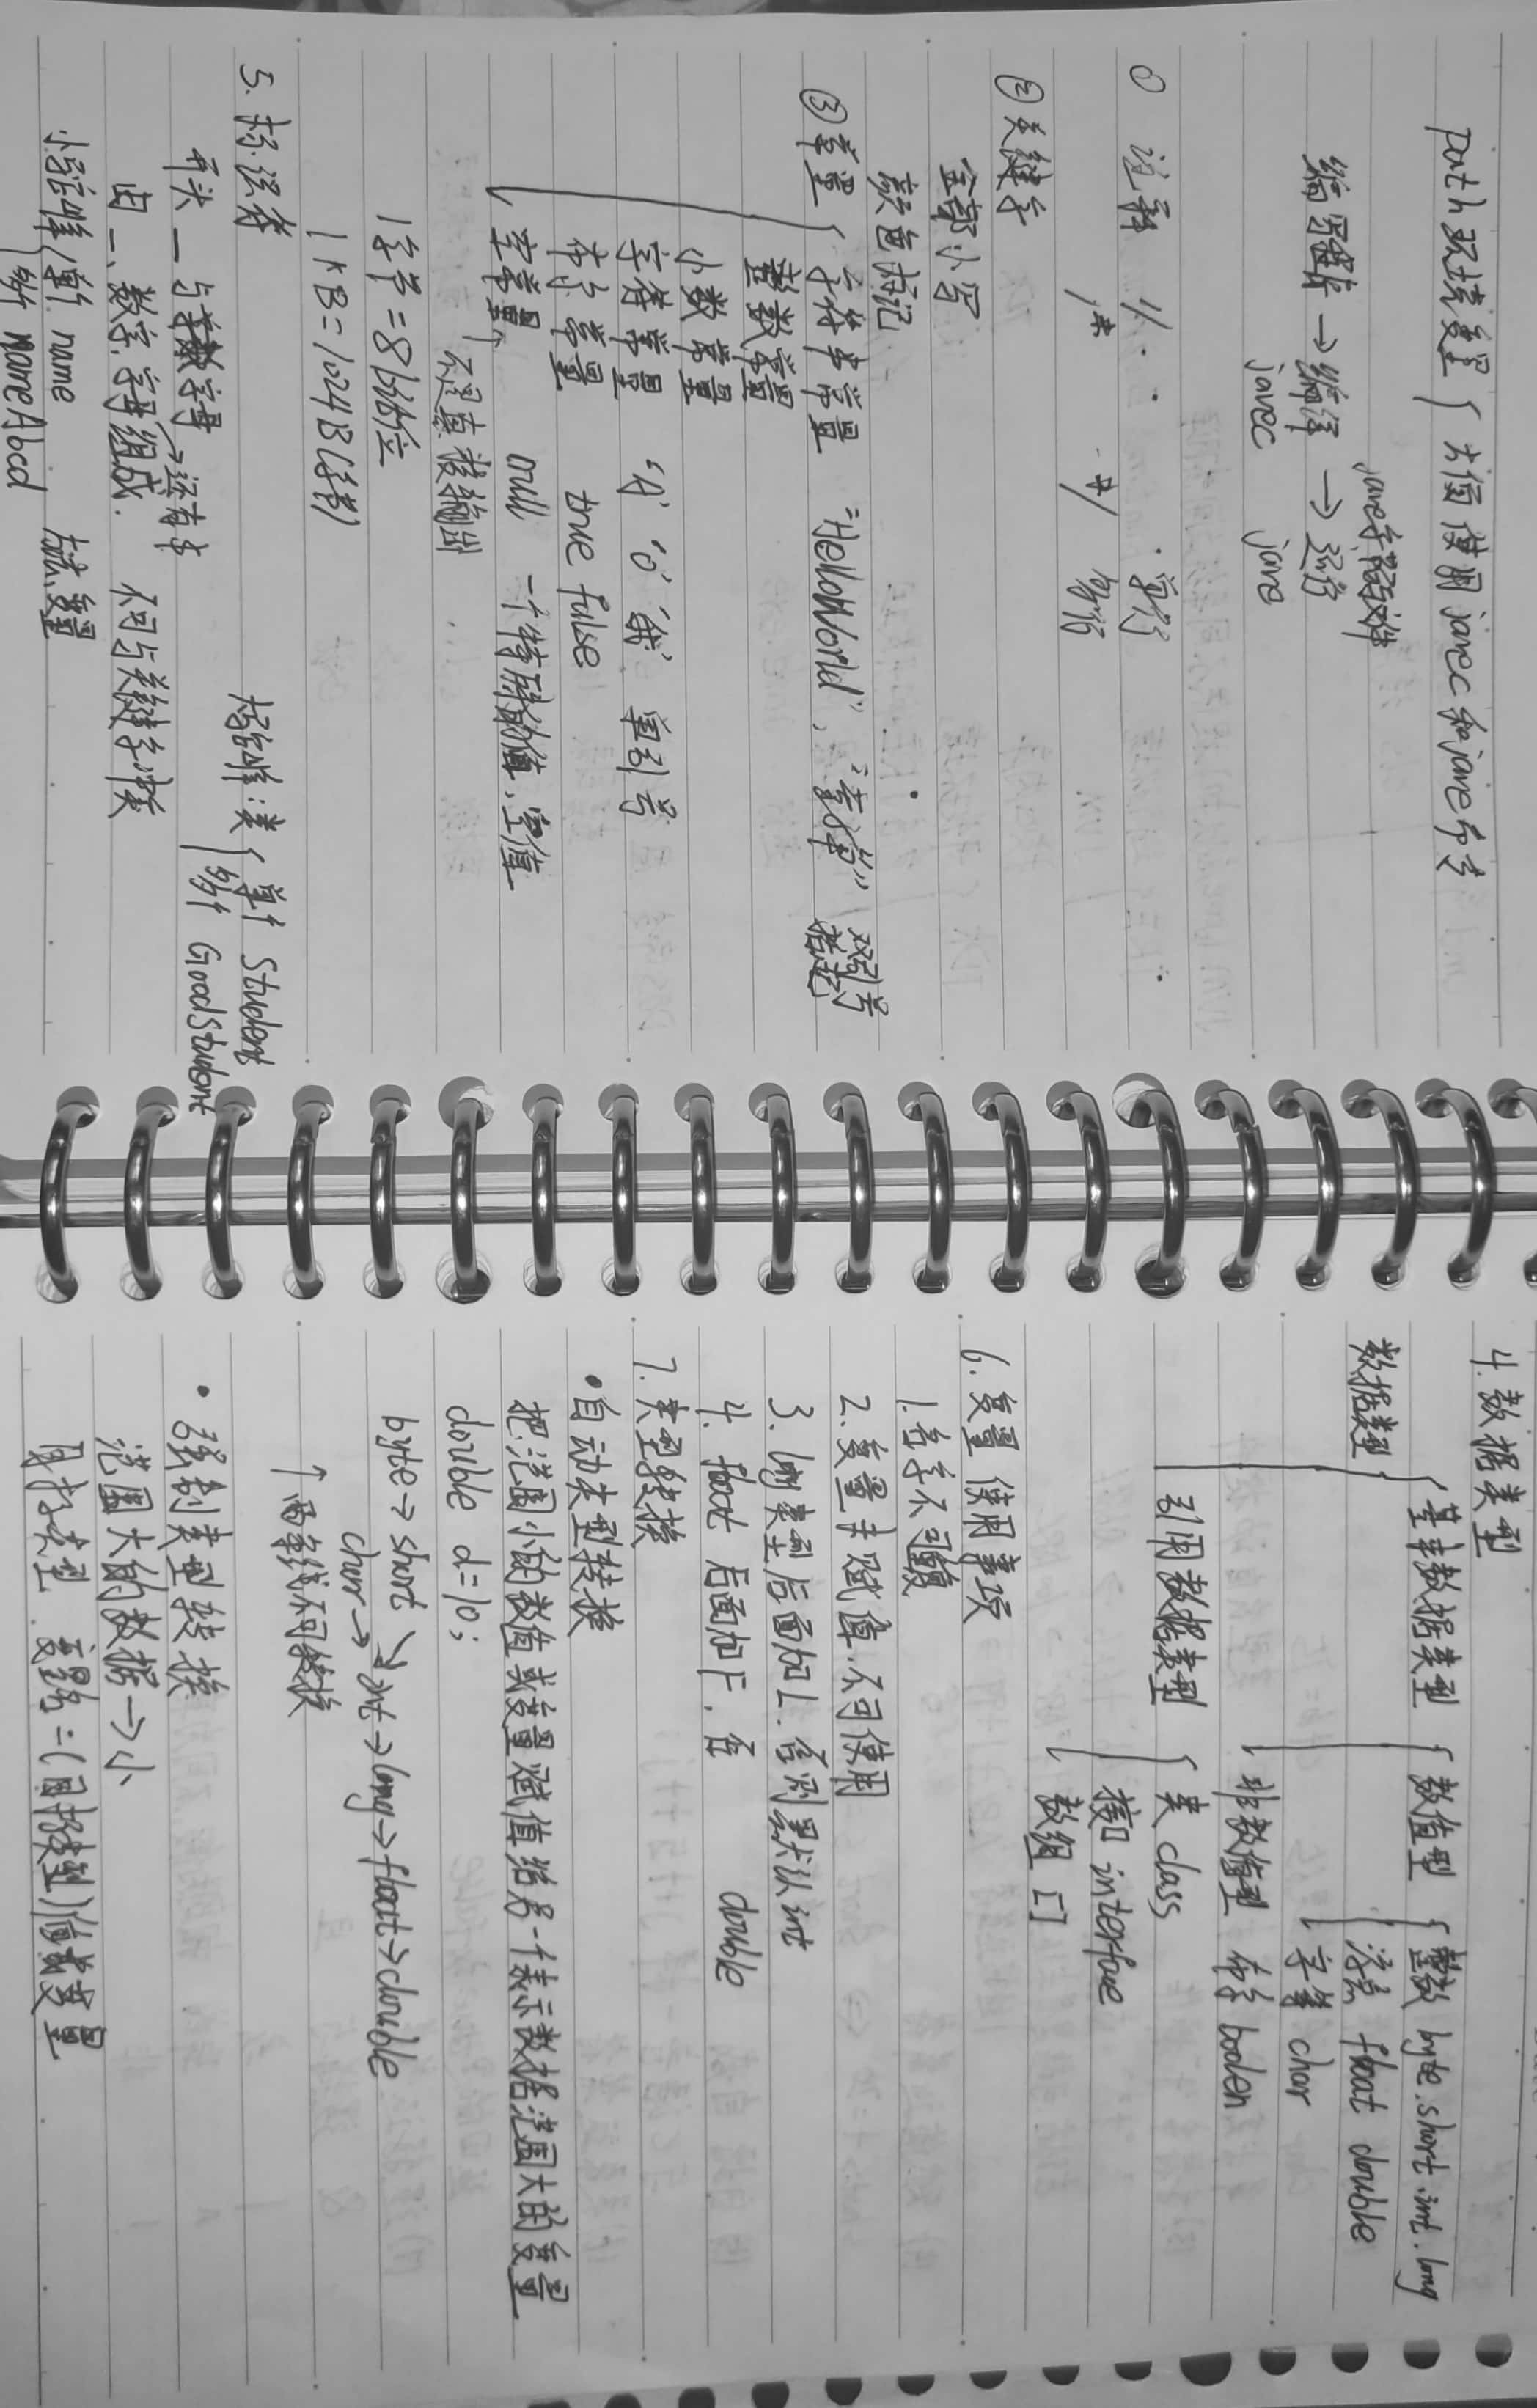 path环境变量{方便使用javac和java命令
java字节码文件
编写程序→编译→运行
javac java
① 注释 //.. . 单行
/* .*/ 多行
②关键字
全部小写
颜色标记
③常量{字符串常量 "HelloWorld", 双引号
括起
整数常量
小数常量
字符常量 'A' '0' '我' 单引号
布尔常量 true false
空常量 null 一个特殊的值,空值
↑不是直接输出
1字节=8bit位
1KB=1024B(字节)
5. 标识符
大驼峰:类{单个 Student
多个 GoodStudent
开头 _ 与字母→还有$
由_、数字,字母组成. 不可与关键字冲突
小驼峰{单个 name 方法、变量
多个 nameAbcd
4. 数据类型
数据类型{基本数据类型{数值型{整数 byte.short.int.long
浮点 float double
字符 char
非数值型 布尔 boolen
引用数据类型{类 class
接口 interface
数组 []
6. 变量 使用事项
1. 名字不可重复
2. 变量未赋值.不可使用
3. long类型后面加L.否则默认int
4. float 后面加F. 否 double
7. 类型转换
•自动类型转换
把范围小的数值或变量赋值给另一个表示数据范围大的变量
double d=10;
byte→short↘int→long→float→double
char→
↑两条线不可转换
• 强制类型转换
范围大的数据→小
目标类型 变量名=(目标类型)值或变量